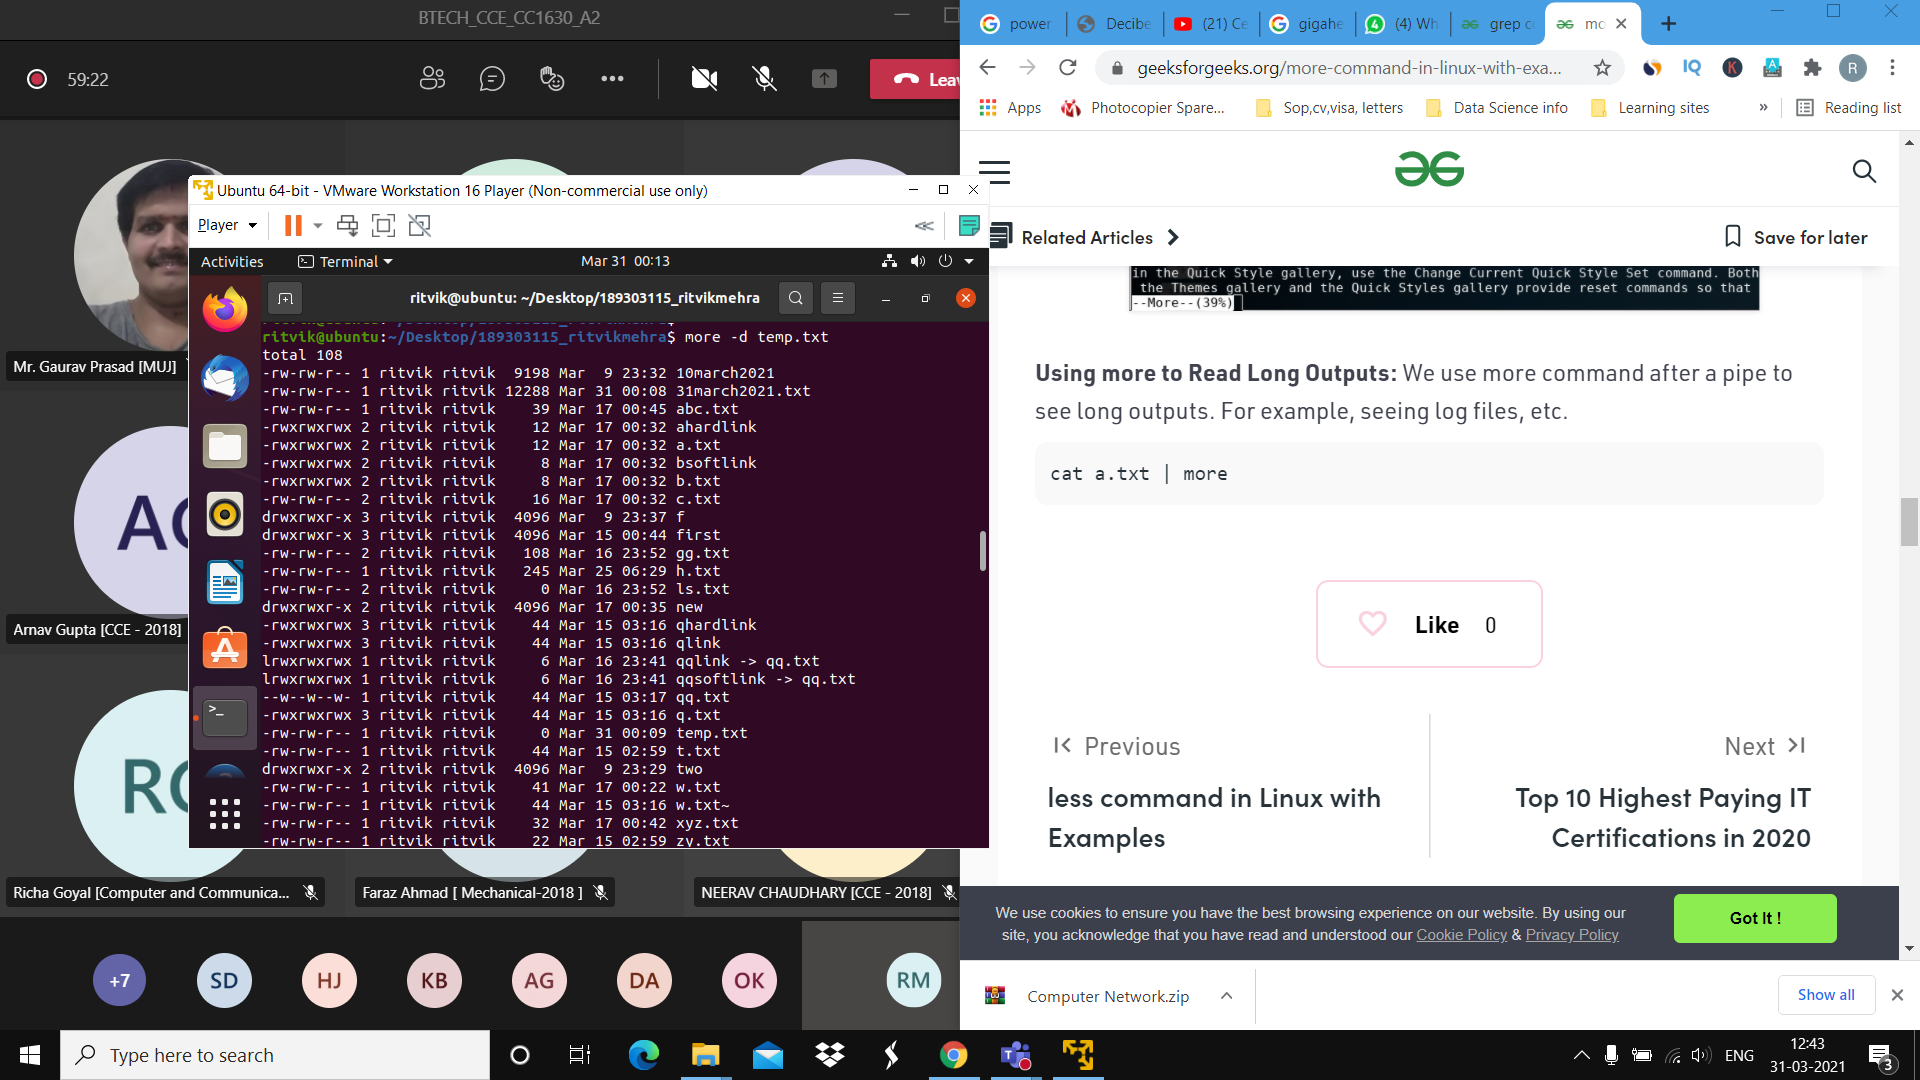 BTECH_CCE_CC1630_A2
59:22
Leav
Mr. Gaurav Prasad [MUJ]
AG
Arnav Gupta [CCE - 2018]
RG
Richa Goyal [Computer and Communica...
Faraz Ahmad [ Mechanical-2018 ]
NEERAV CHAUDHARY [CCE - 2018]
+7
SD
HJ
KB
AG
DA
OK
RM
Ubuntu 64-bit - VMware Workstation 16 Player (Non-commercial use only)
Player
Activities
Terminal
Mar 31 00:13
ritvik@ubuntu: ~/Desktop/189303115_ritvikmehra
ritvik@ubuntu:~/Desktop/189303115_ritvikmehra$ more -d temp.txt
total 108
-rw-rw-r-- 1 ritvik ritvik  9198 Mar  9 23:32 10march2021
-rw-rw-r-- 1 ritvik ritvik 12288 Mar 31 00:08 31march2021.txt
-rw-rw-r-- 1 ritvik ritvik    39 Mar 17 00:45 abc.txt
-rwxrwxrwx 2 ritvik ritvik    12 Mar 17 00:32 ahardlink
-rwxrwxrwx 2 ritvik ritvik    12 Mar 17 00:32 a.txt
-rwxrwxrwx 2 ritvik ritvik     8 Mar 17 00:32 bsoftlink
-rwxrwxrwx 2 ritvik ritvik     8 Mar 17 00:32 b.txt
-rw-rw-r-- 2 ritvik ritvik    16 Mar 17 00:32 c.txt
drwxrwxr-x 3 ritvik ritvik  4096 Mar  9 23:37 f
drwxrwxr-x 3 ritvik ritvik  4096 Mar 15 00:44 first
-rw-rw-r-- 2 ritvik ritvik   108 Mar 16 23:52 gg.txt
-rw-rw-r-- 1 ritvik ritvik   245 Mar 25 06:29 h.txt
-rw-rw-r-- 2 ritvik ritvik     0 Mar 16 23:52 ls.txt
drwxrwxr-x 2 ritvik ritvik  4096 Mar 17 00:35 new
-rwxrwxrwx 3 ritvik ritvik    44 Mar 15 03:16 qhardlink
-rwxrwxrwx 3 ritvik ritvik    44 Mar 15 03:16 qlink
lrwxrwxrwx 1 ritvik ritvik     6 Mar 16 23:41 qqlink -> qq.txt
lrwxrwxrwx 1 ritvik ritvik     6 Mar 16 23:41 qqsoftlink -> qq.txt
--w--w--w- 1 ritvik ritvik    44 Mar 15 03:17 qq.txt
-rwxrwxrwx 3 ritvik ritvik    44 Mar 15 03:16 q.txt
-rw-rw-r-- 1 ritvik ritvik     0 Mar 31 00:09 temp.txt
-rw-rw-r-- 1 ritvik ritvik    44 Mar 15 02:59 t.txt
drwxrwxr-x 2 ritvik ritvik  4096 Mar  9 23:29 two
-rw-rw-r-- 1 ritvik ritvik    41 Mar 17 00:22 w.txt
-rw-rw-r-- 1 ritvik ritvik    44 Mar 15 03:16 w.txt~
-rw-rw-r-- 1 ritvik ritvik    32 Mar 17 00:42 xyz.txt
-rw-rw-r-- 1 ritvik ritvik    22 Mar 15 02:59 zy.txt
power
Decibe
(21) Ce
gigahe
(4) Wh
grep c
mo
geeksforgeeks.org/more-command-in-linux-with-exa...
Apps
Photocopier Spare...
Sop,cv,visa, letters
Data Science info
Learning sites
»
Reading list
Related Articles
Save for later
in the Quick Style gallery, use the Change Current Quick Style Set command. Both
the Themes gallery and the Quick Styles gallery provide reset commands so that
--More--(39%)
Using more to Read Long Outputs: We use more command after a pipe to
see long outputs. For example, seeing log files, etc.
cat a.txt | more
Like 0
Previous
less command in Linux with
Examples
Next
Top 10 Highest Paying IT
Certifications in 2020
We use cookies to ensure you have the best browsing experience on our website. By using our
site, you acknowledge that you have read and understood our Cookie Policy & Privacy Policy
Got It !
Computer Network.zip
Show all
Type here to search
ENG
12:43
31-03-2021
3